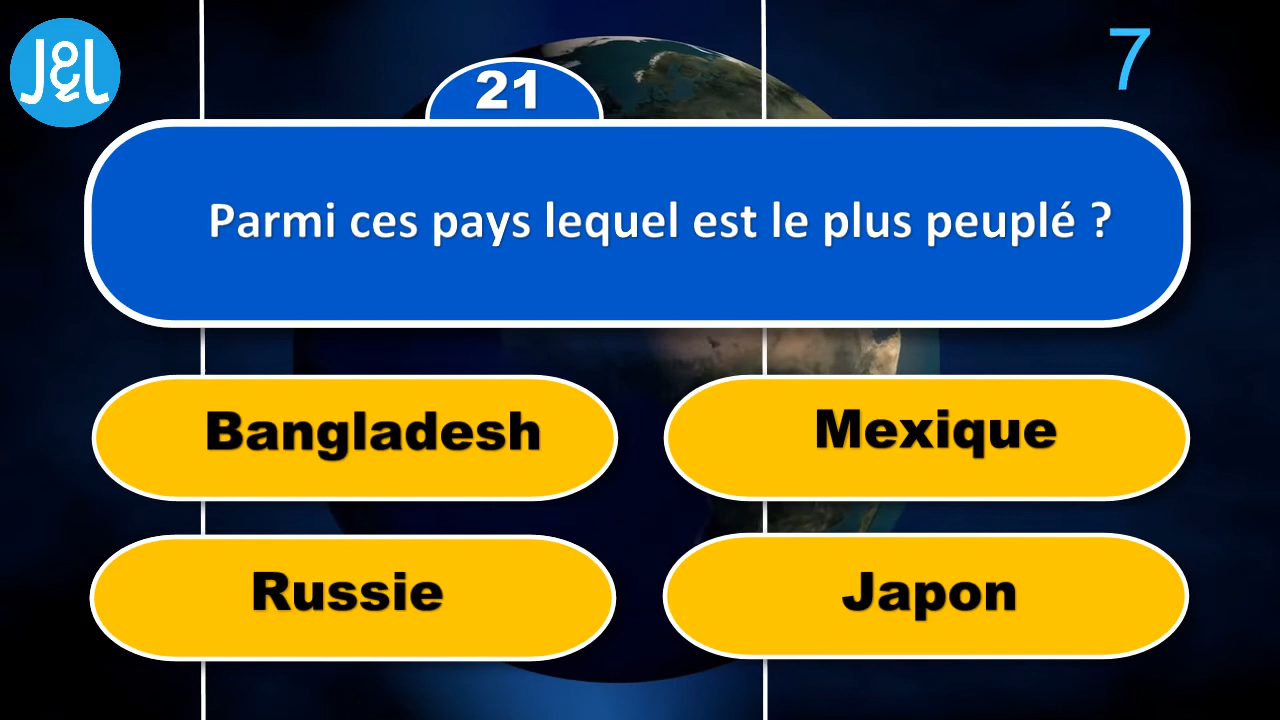 J&L
7
21
Parmi ces pays lequel est le plus peuplé ?
Bangladesh
Mexique
Russie
Japon